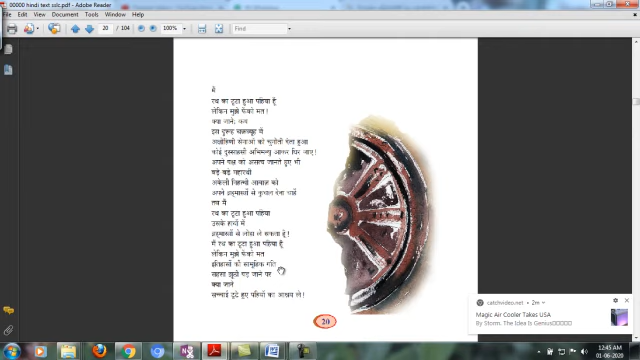 00000 hindi text sslc.pdf - Adobe Reader
File Edit View Document Tools Window Help
20 / 104 100% Find
मैं
रथ का टूटा हुआ पहिया हूँ
लेकिन मुझे फेंको मत!
क्या जाने; कब
इस दुरूह चक्रव्यूह में
अक्षौहिणी सेनाओं को चुनौती देता हुआ
कोई दुस्साहसी अभिमन्यु आकर घिर जाए!
अपने पक्ष को असत्य जानते हुए भी
बड़े-बड़े महारथी
अकेली निहत्थी आवाज़ को
अपने ब्रह्मास्त्रों से कुचल देना चाहें
तब मैं
रथ का टूटा हुआ पहिया
उसके हाथों में
ब्रह्मास्त्रों से लोहा ले सकता हूँ!
मैं रथ का टूटा हुआ पहिया हूँ
लेकिन मुझे फेंको मत
इतिहासों की सामूहिक गति
सहसा झूठी पड़ जाने पर
क्या जाने
सच्चाई टूटे हुए पहियों का आश्रय ले!
20
catchvideo.net • 2m
Magic Air Cooler Takes USA
By Storm. The Idea Is Genius
12:45 AM
01-06-2020